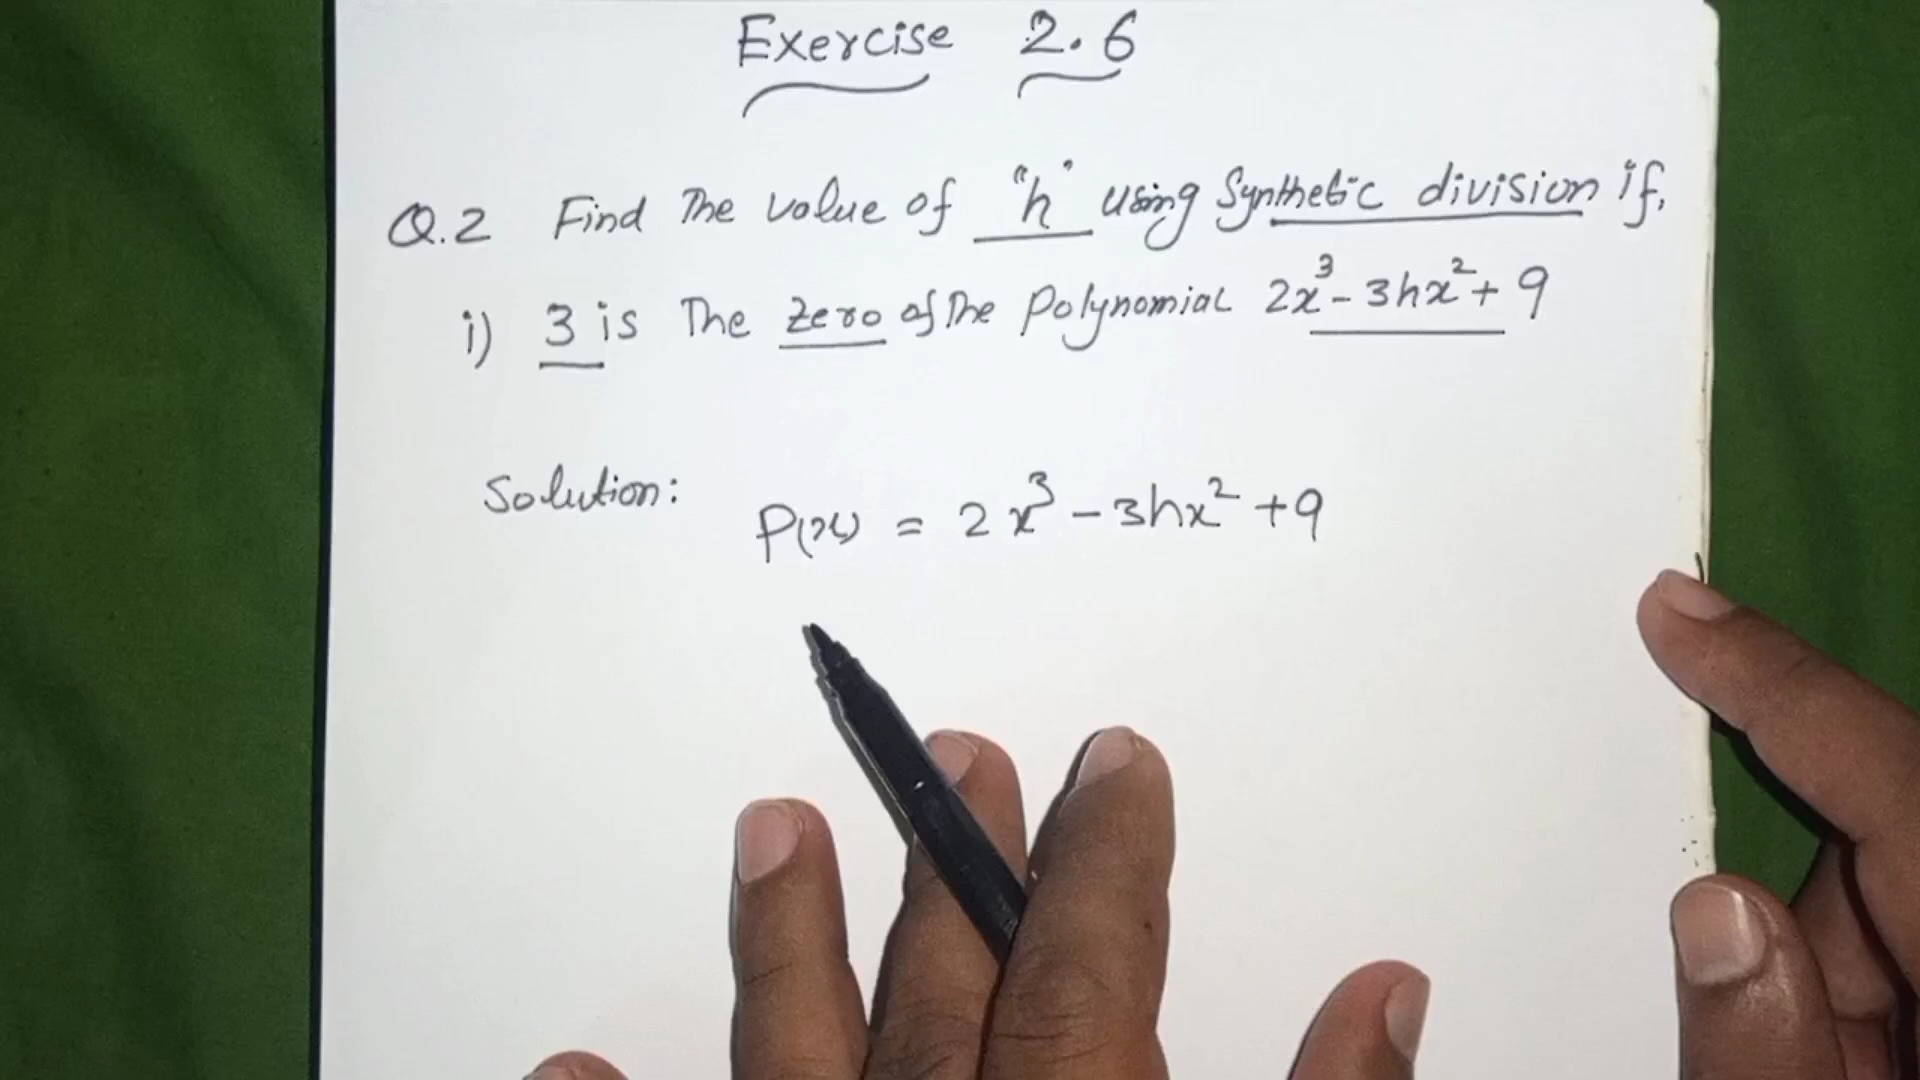 Exercise 2.6
Q.2 Find The value of "h" using Synthetic division if,
i) 3 is The Zero of The Polynomial 2x³ - 3hx² + 9
Solution: P(x) = 2x³ - 3hx² + 9